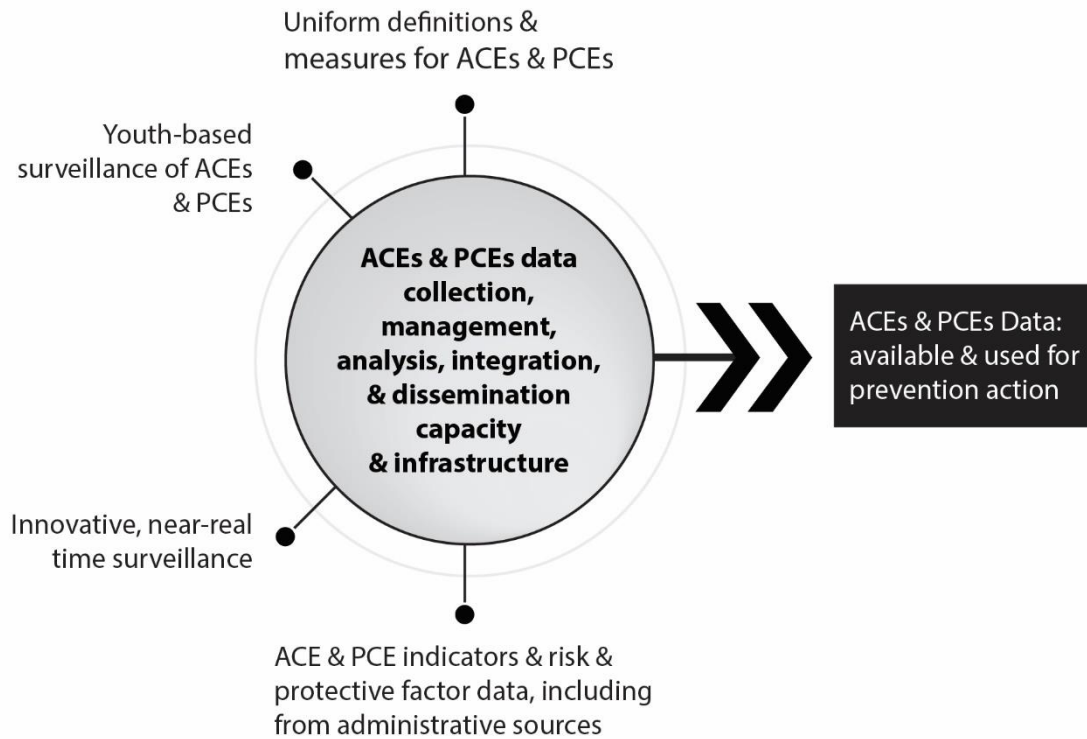 Uniform definitions &
measures for ACEs & PCEs
Youth-based
surveillance of ACEs
& PCEs
ACEs & PCEs data
collection,
management,
analysis, integration,
& dissemination
capacity
& infrastructure
ACEs & PCEs Data:
available & used for
prevention action
Innovative, near-real
time surveillance
ACE & PCE indicators & risk &
protective factor data, including
from administrative sources